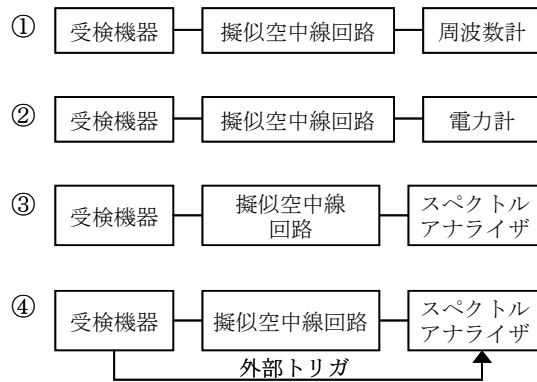 ① 受検機器 擬似空中線回路 周波数計
② 受検機器 擬似空中線回路 電力計
③ 受検機器 擬似空中線 スペクトル
回路 アナライザ
④ 受検機器 擬似空中線回路 スペクトル
アナライザ
外部トリガ